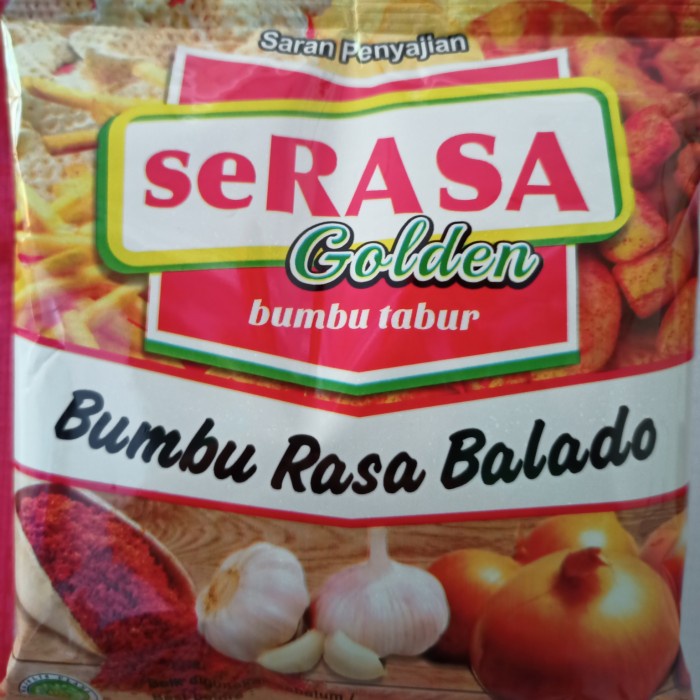 Saran Penyajian
seRASA
Golden
bumbu tabur
Bumbu Rasa Balado